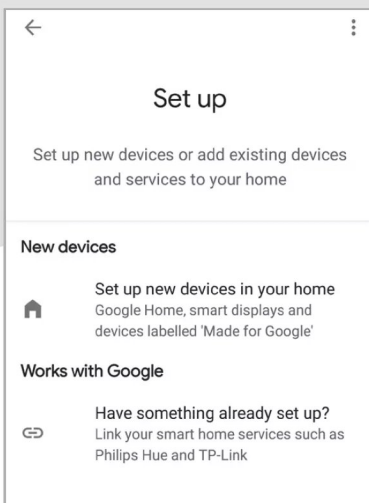 Set up
Set up new devices or add existing devices
and services to your home
New devices
Set up new devices in your home
Google Home, smart displays and
devices labelled 'Made for Google'
Works with Google
Have something already set up?
Link your smart home services such as
Philips Hue and TP-Link